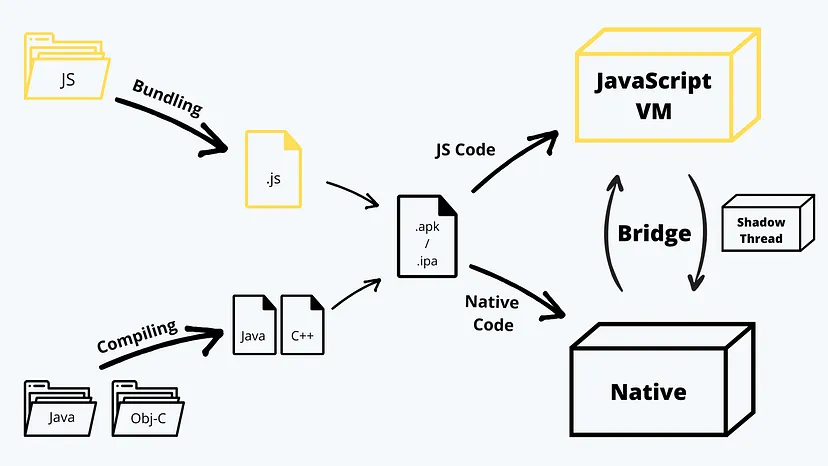 JS
Bundling
.js
Compiling
Java
Obj-C
Java
C++
.apk
/
.ipa
JS Code
Native
Code
JavaScript
VM
Bridge
Shadow
Thread
Native